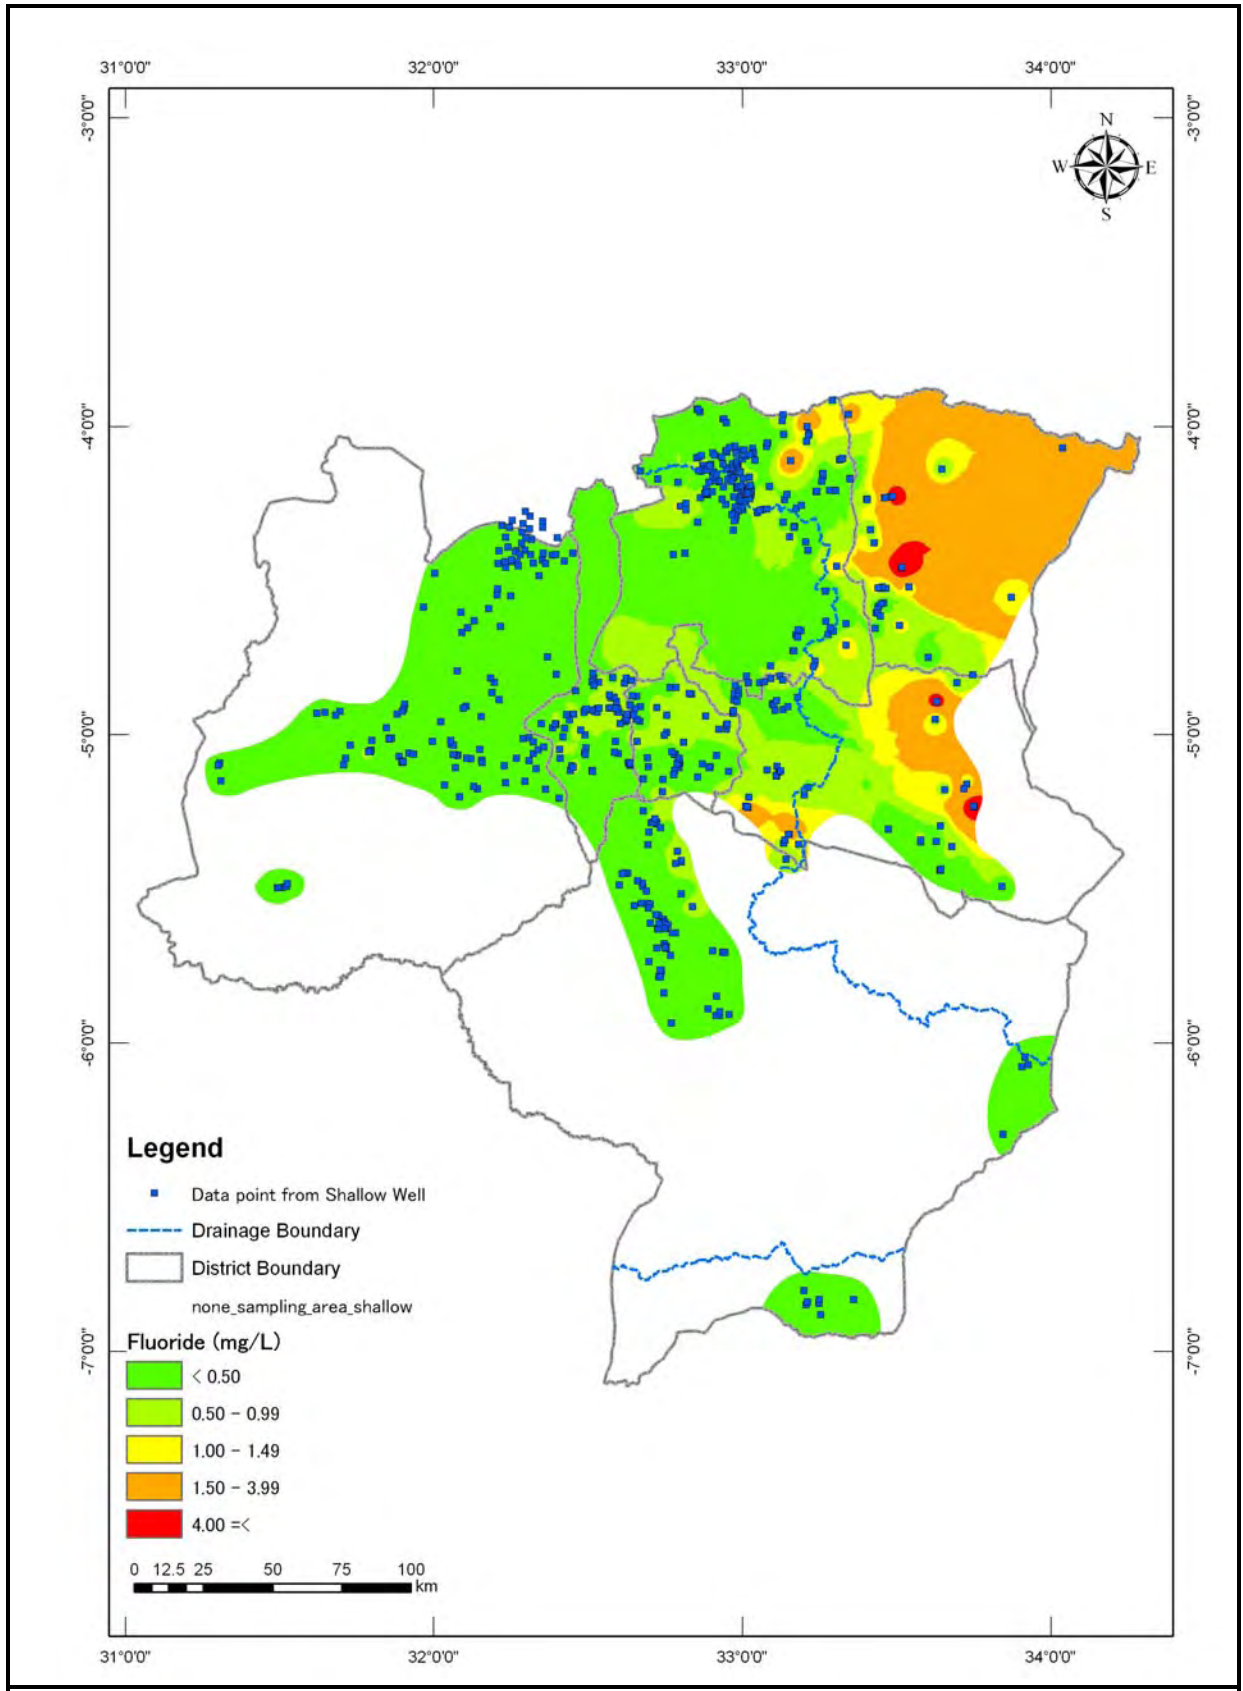 31°0'0" 32°0'0" 33°0'0" 34°0'0"
-3°0'0" -3°0'0"
N
W E
S
-4°0'0" -4°0'0"
-5°0'0" -5°0'0"
-6°0'0" -6°0'0"
Legend
Data point from Shallow Well
Drainage Boundary
District Boundary
none_sampling_area_shallow
Fluoride (mg/L)
-7°0'0" -7°0'0"
< 0.50
0.50 - 0.99
1.00 - 1.49
1.50 - 3.99
4.00 =<
0 12.5 25 50 75 100
km
31°0'0" 32°0'0" 33°0'0" 34°0'0"